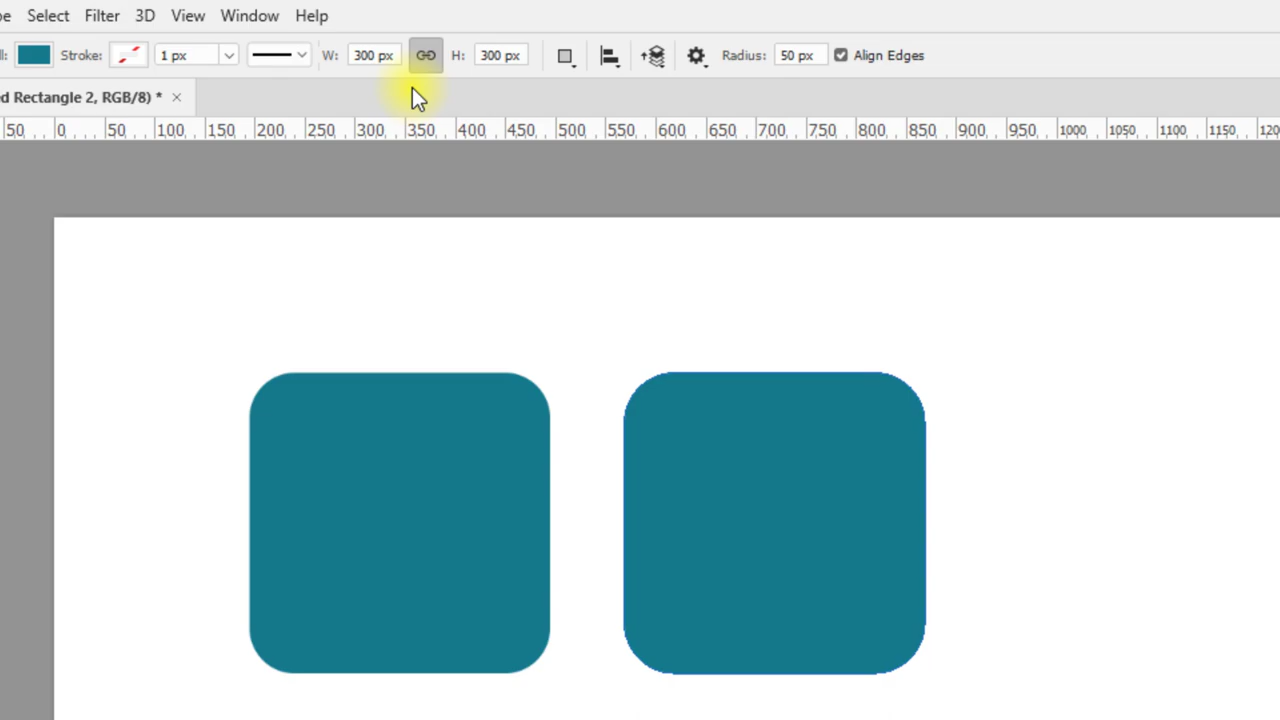 pe Select Filter 3D View Window Help
l: Stroke: 1 px W: 300 px H: 300 px Radius: 50 px Align Edges
ed Rectangle 2, RGB/8) * ×
50 0 50 100 150 200 250 300 350 400 450 500 550 600 650 700 750 800 850 900 950 1000 1050 1100 1150 120